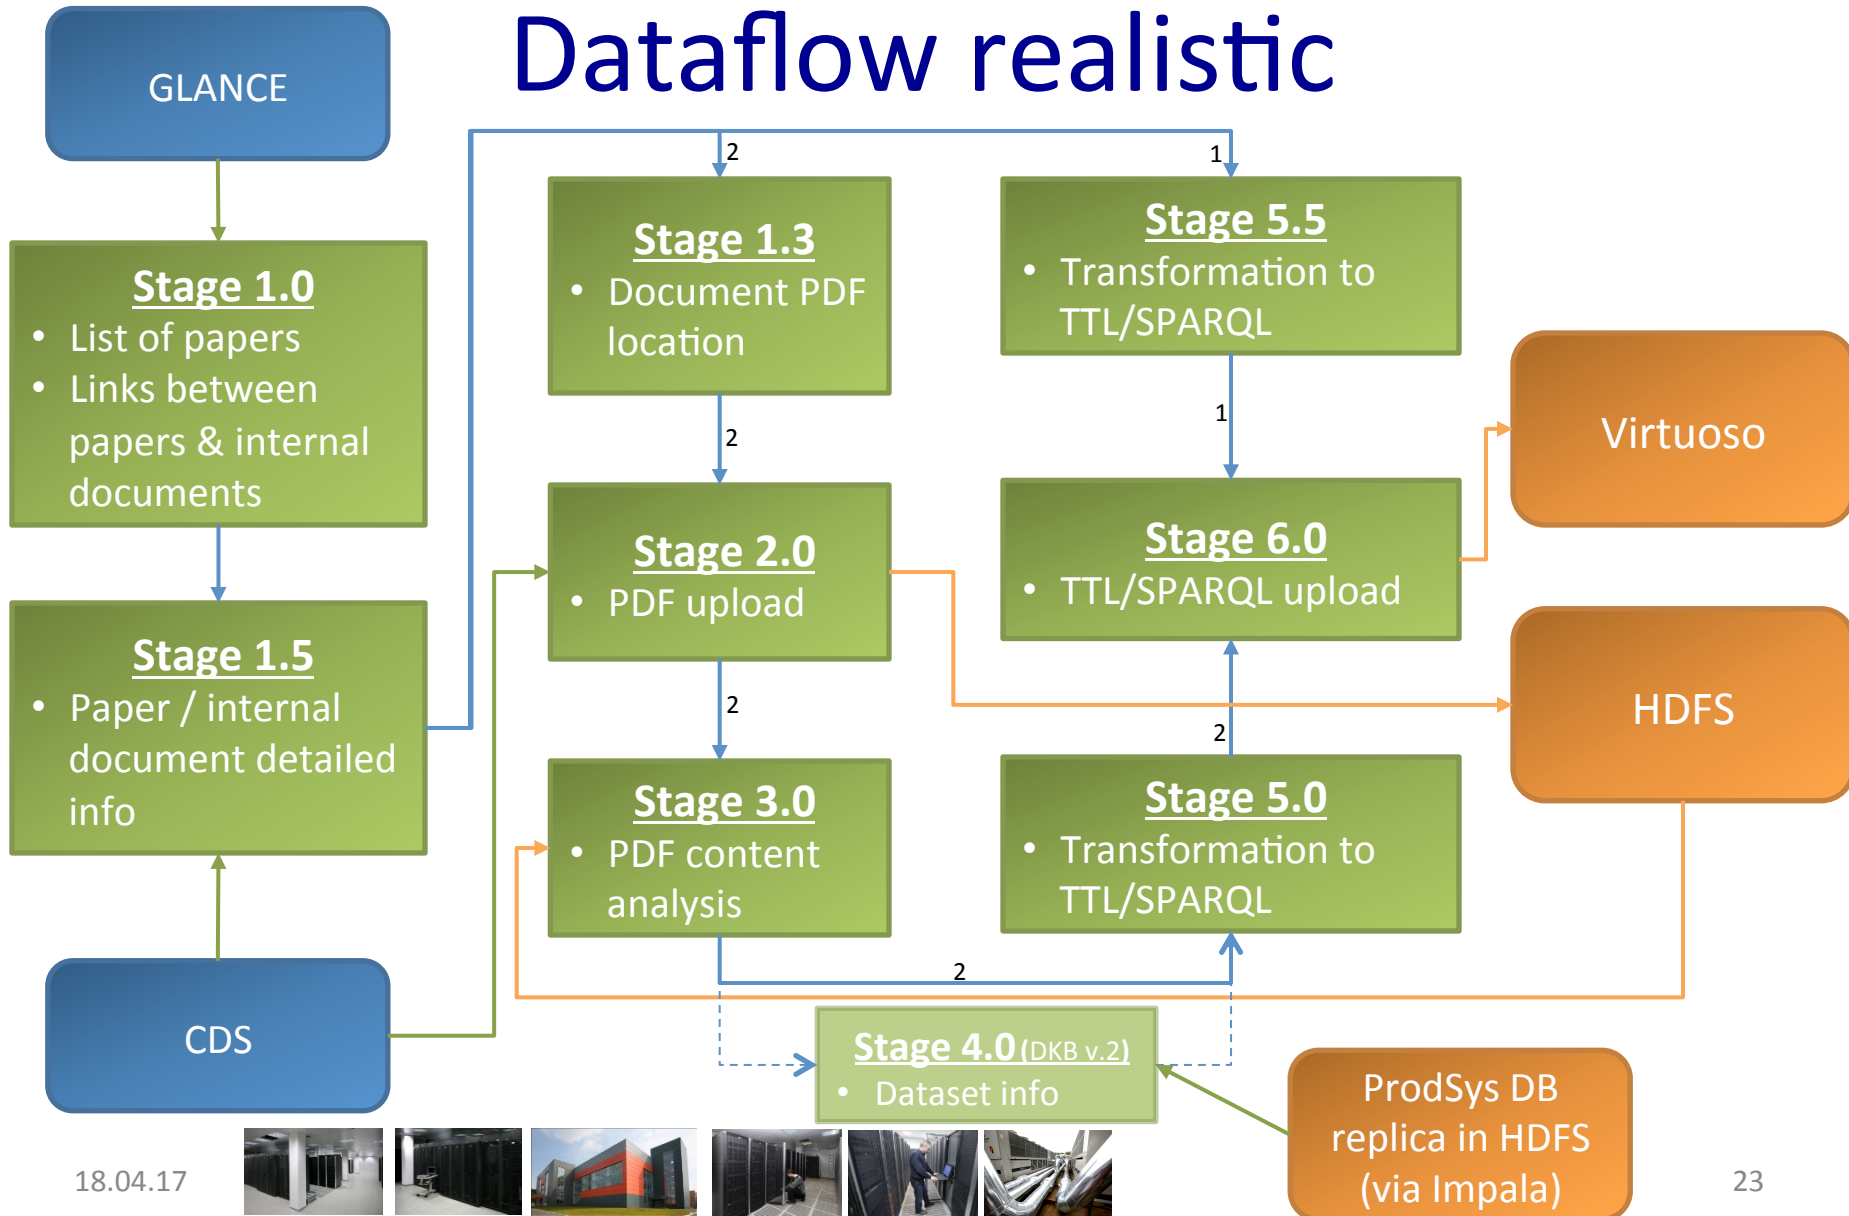 Dataflow realistic
GLANCE
Stage 1.0
• List of papers
• Links between
papers & internal
documents
Stage 1.5
• Paper / internal
document detailed
info
CDS
2
Stage 1.3
• Document PDF
location
2
Stage 2.0
• PDF upload
2
Stage 3.0
• PDF content
analysis
2
Stage 4.0 (DKB v.2)
• Dataset info
1
Stage 5.5
• Transformation to
TTL/SPARQL
1
Stage 6.0
• TTL/SPARQL upload
2
Stage 5.0
• Transformation to
TTL/SPARQL
Virtuoso
HDFS
ProdSys DB
replica in HDFS
(via Impala)
18.04.17
23